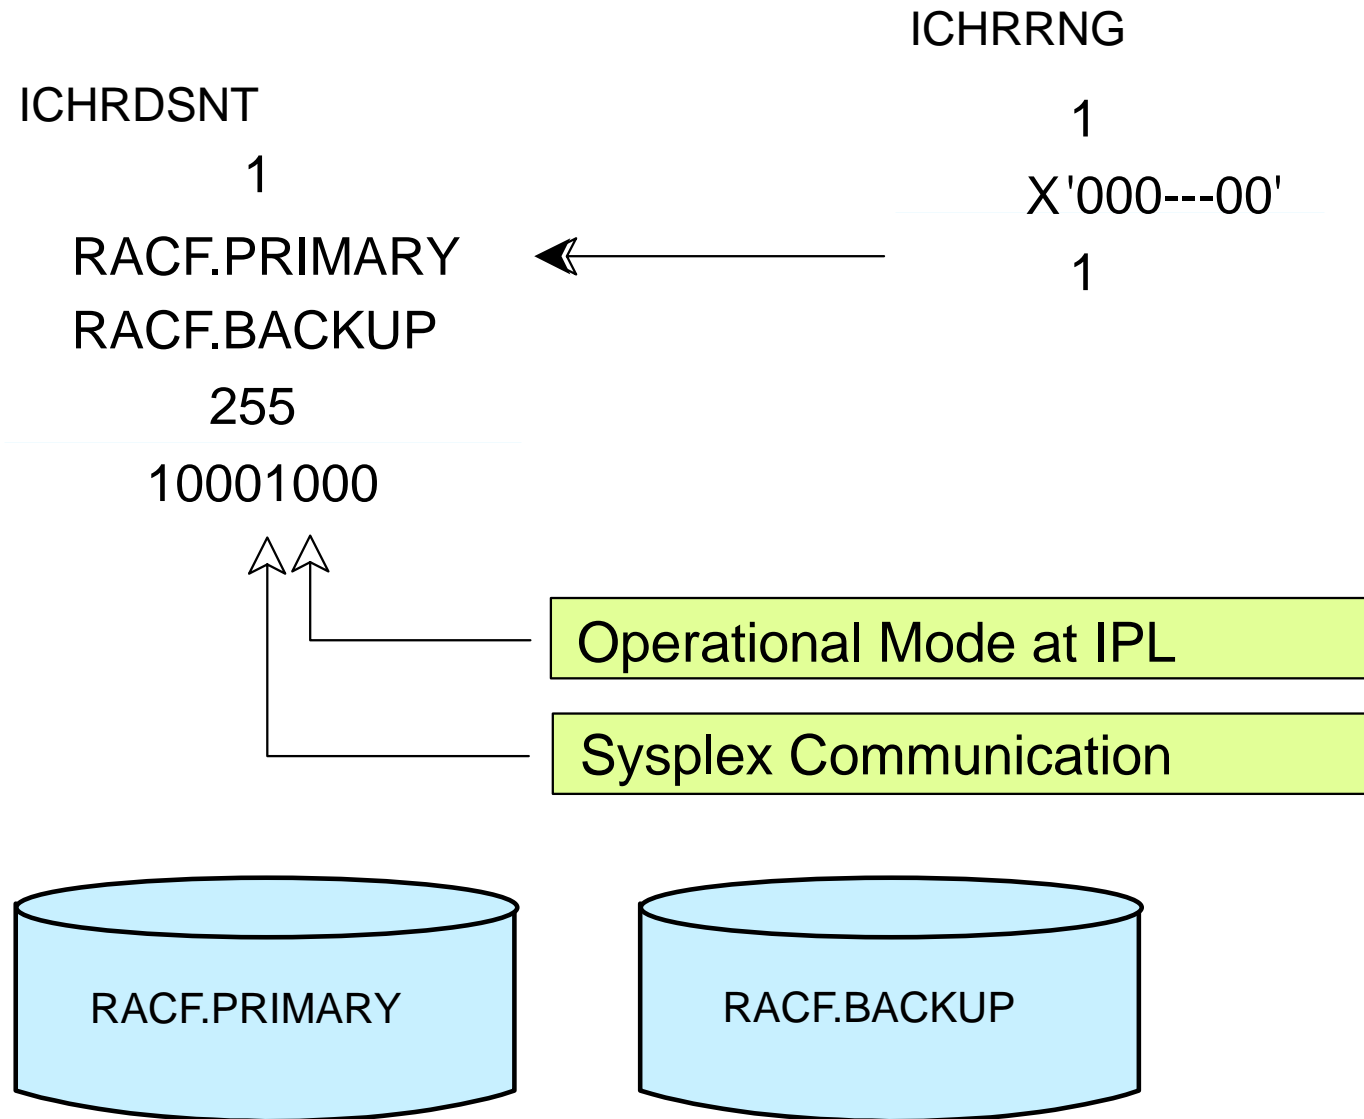 ICHRRNG
ICHRDSNT
1
1
X'000---00'
RACF.PRIMARY
1
RACF.BACKUP
255
10001000
Operational Mode at IPL
Sysplex Communication
RACF.PRIMARY
RACF.BACKUP